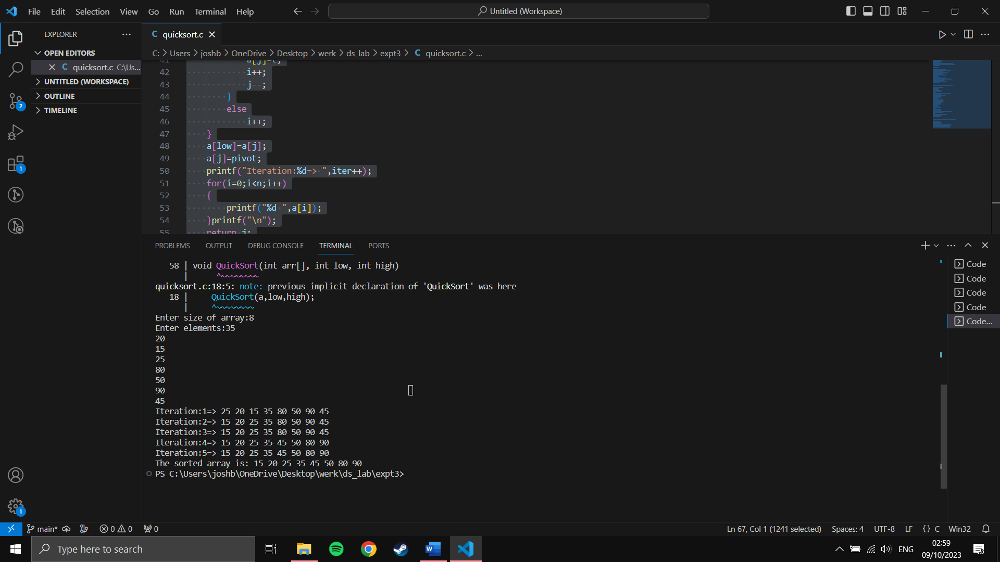 File Edit Selection View Go Run Terminal Help
Untitled (Workspace)
EXPLORER
OPEN EDITORS
C quicksort.c C:\Us...
2
UNTITLED (WORKSPACE)
OUTLINE
TIMELINE
1
1
C quicksort.c
C: > Users > joshb > OneDrive > Desktop > werk > ds_lab > expt3 > C quicksort.c > ...
41 a[j]=t;
42 i++;
43 j--;
44 }
45 else
46 i++;
47 }
48 a[low]=a[j];
49 a[j]=pivot;
50 printf("Iteration:%d=> ",iter++);
51 for(i=0;i<n;i++)
52 {
53 printf("%d ",a[i]);
54 }printf("\n");
55 return j;
PROBLEMS OUTPUT DEBUG CONSOLE TERMINAL PORTS
58 | void QuickSort(int arr[], int low, int high)
| ^~~~~~~~~
quicksort.c:18:5: note: previous implicit declaration of 'QuickSort' was here
18 | QuickSort(a,low,high);
| ^~~~~~~~~
Enter size of array:8
Enter elements:35
20
15
25
80
50
90
45
Iteration:1=> 25 20 15 35 80 50 90 45
Iteration:2=> 15 20 25 35 80 50 90 45
Iteration:3=> 15 20 25 35 80 50 90 45
Iteration:4=> 15 20 25 35 45 50 80 90
Iteration:5=> 15 20 25 35 45 50 80 90
The sorted array is: 15 20 25 35 45 50 80 90
PS C:\Users\joshb\OneDrive\Desktop\werk\ds_lab\expt3>
Code
Code
Code
Code
Code...
main* 0 0 0
Ln 67, Col 1 (1241 selected) Spaces: 4 UTF-8 LF {} C Win32
Type here to search
ENG
02:59
09/10/2023